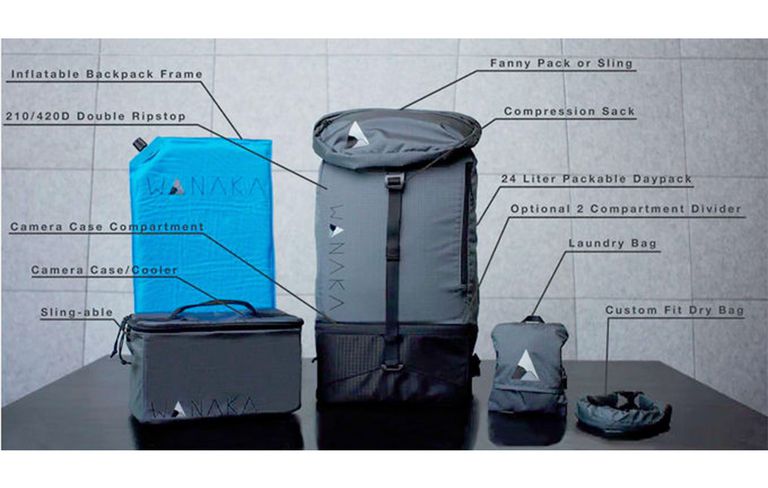 Inflatable Backpack Frame
Fanny Pack or Sling
210/420D Double Ripstop
Compression Sack
24 Liter Packable Daypack
Optional 2 Compartment Divider
Camera Case Compartment
Laundry Bag
Camera Case/Cooler
Sling-able
Custom Fit Dry Bag
WANAKA
WANAKA
WANAKA